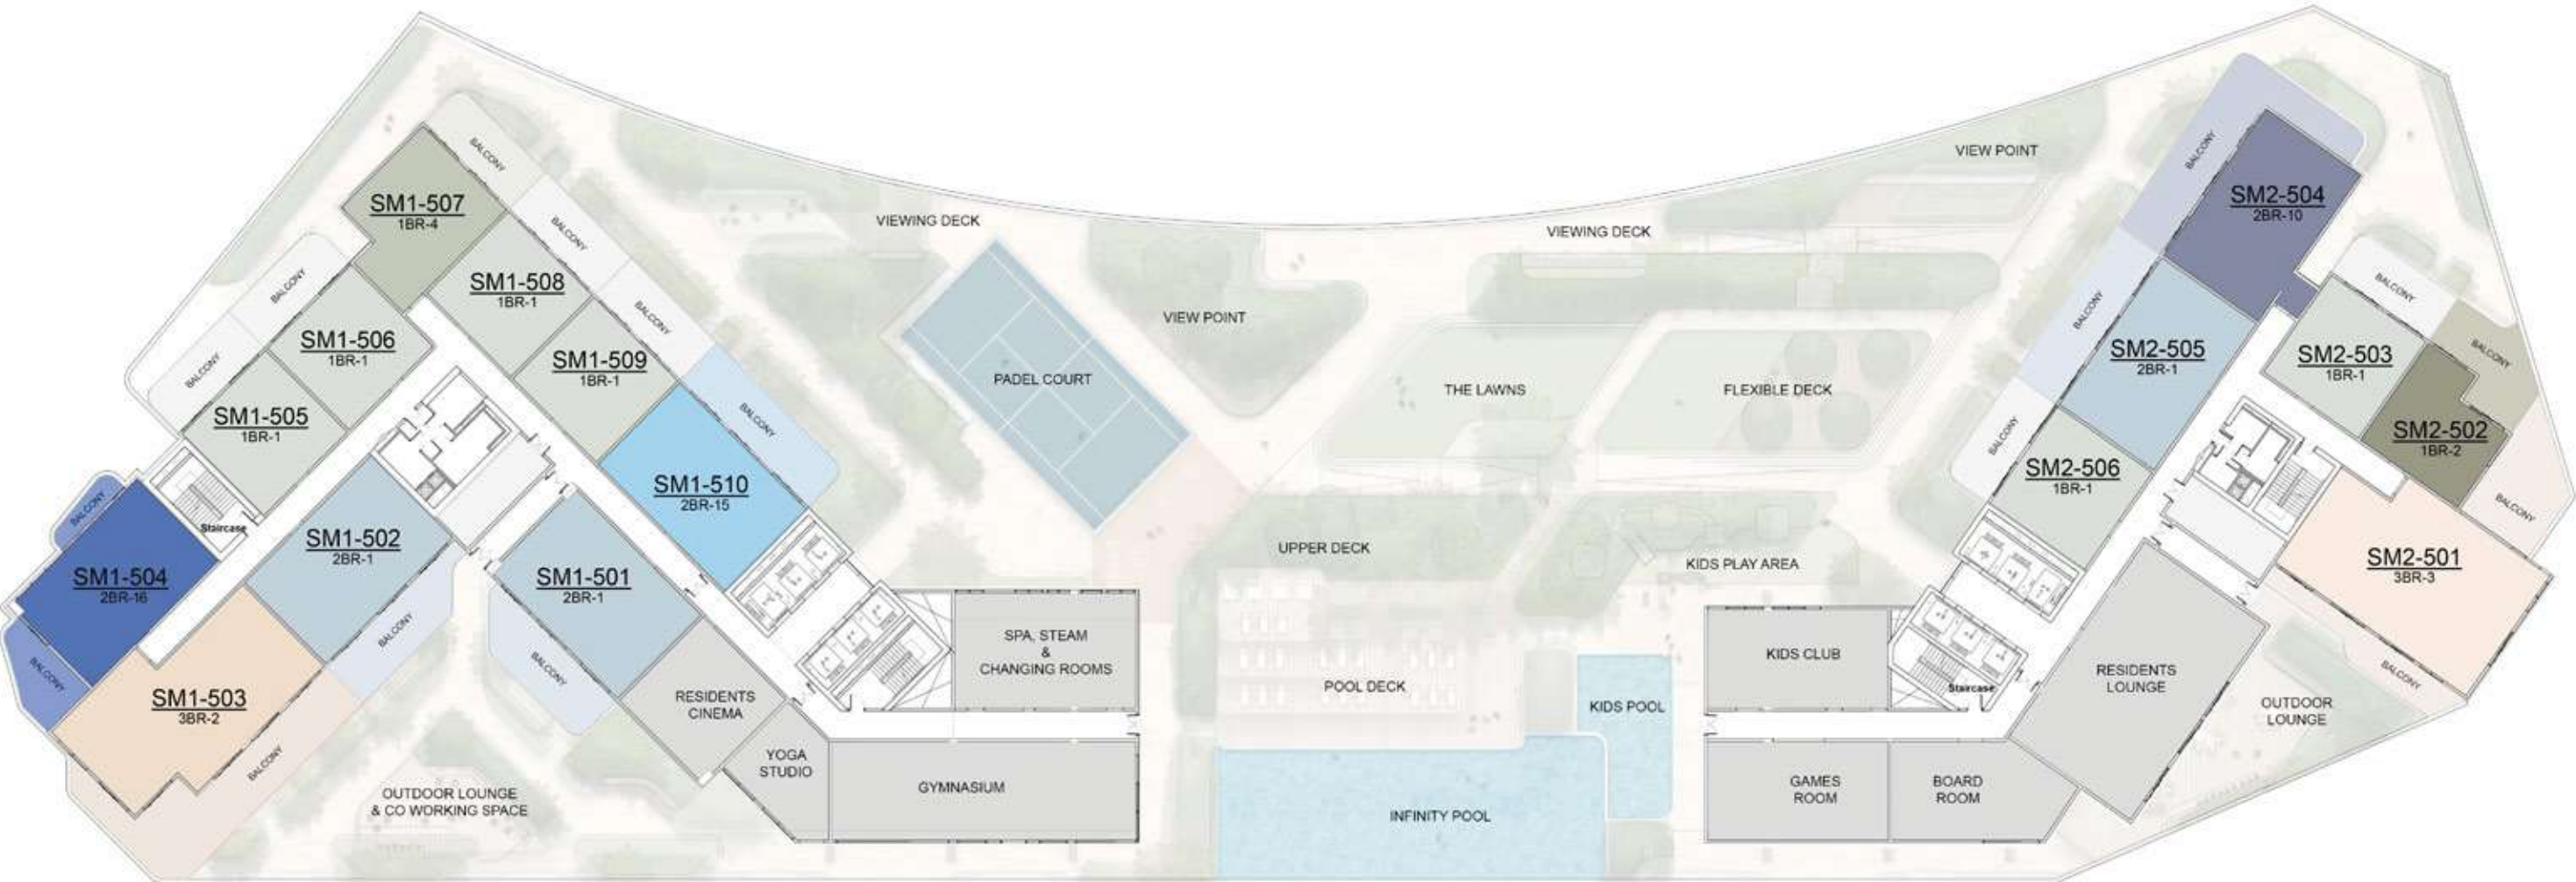 BALCONY
SM1-507
1BR-4
BALCONY
SM1-508
1BR-1
BALCONY
BALCONY
SM1-506
1BR-1
SM1-509
1BR-1
BALCONY
SM1-505
1BR-1
BALCONY
SM1-510
2BR-15
BALCONY
Staircase
SM1-502
2BR-1
SM1-504
2BR-16
SM1-501
2BR-1
BALCONY
BALCONY
BALCONY
SM1-503
3BR-2
BALCONY
RESIDENTS
CINEMA
YOGA
STUDIO
OUTDOOR LOUNGE
& CO WORKING SPACE
GYMNASIUM
SPA, STEAM
&
CHANGING ROOMS
VIEWING DECK
PADEL COURT
VIEW POINT
VIEWING DECK
VIEW POINT
THE LAWNS
FLEXIBLE DECK
UPPER DECK
KIDS PLAY AREA
POOL DECK
KIDS POOL
INFINITY POOL
KIDS CLUB
GAMES
ROOM
BOARD
ROOM
Staircase
RESIDENTS
LOUNGE
OUTDOOR
LOUNGE
BALCONY
SM2-504
2BR-10
BALCONY
SM2-505
2BR-1
BALCONY
SM2-503
1BR-1
BALCONY
SM2-502
1BR-2
BALCONY
SM2-506
1BR-1
BALCONY
SM2-501
3BR-3
BALCONY